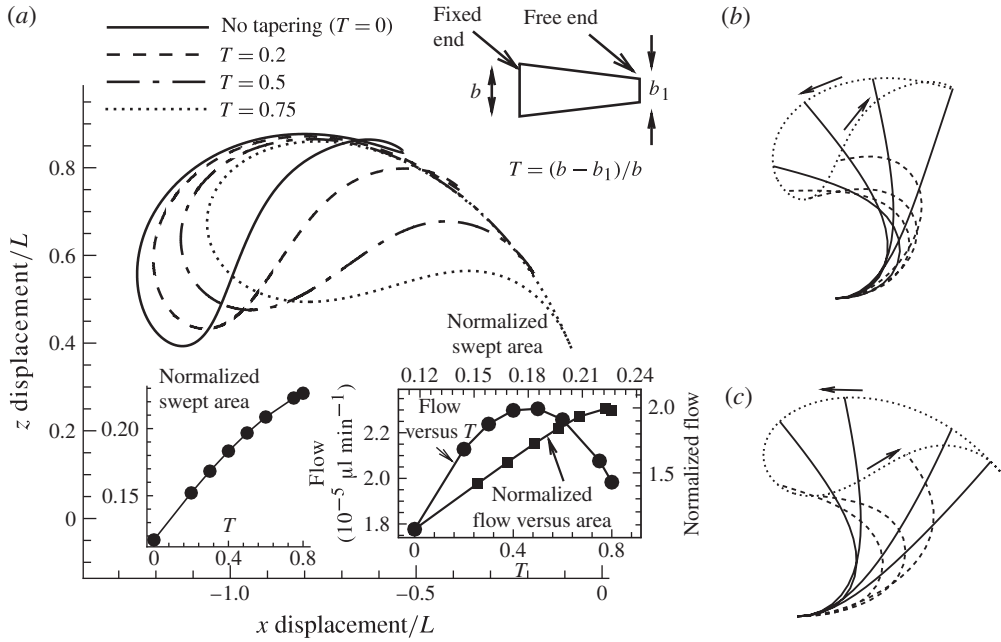 (a)
No tapering (T = 0)
T = 0.2
T = 0.5
T = 0.75
Fixed end
Free end
b
b1
T = (b − b1)/b
(b)
(c)
z displacement/L
0.8
0.6
0.4
0.2
0
x displacement/L
−1.0
−0.5
0
Normalized
swept area
0.20
0.15
T
0
0.4
0.8
Normalized
swept area
0.12
0.15
0.18
0.21
0.24
Flow
(10−5 μl min−1)
2.2
2.0
1.8
Flow
versus T
Normalized
flow versus area
Normalized flow
2.0
1.5
0
0.4
0.8
T